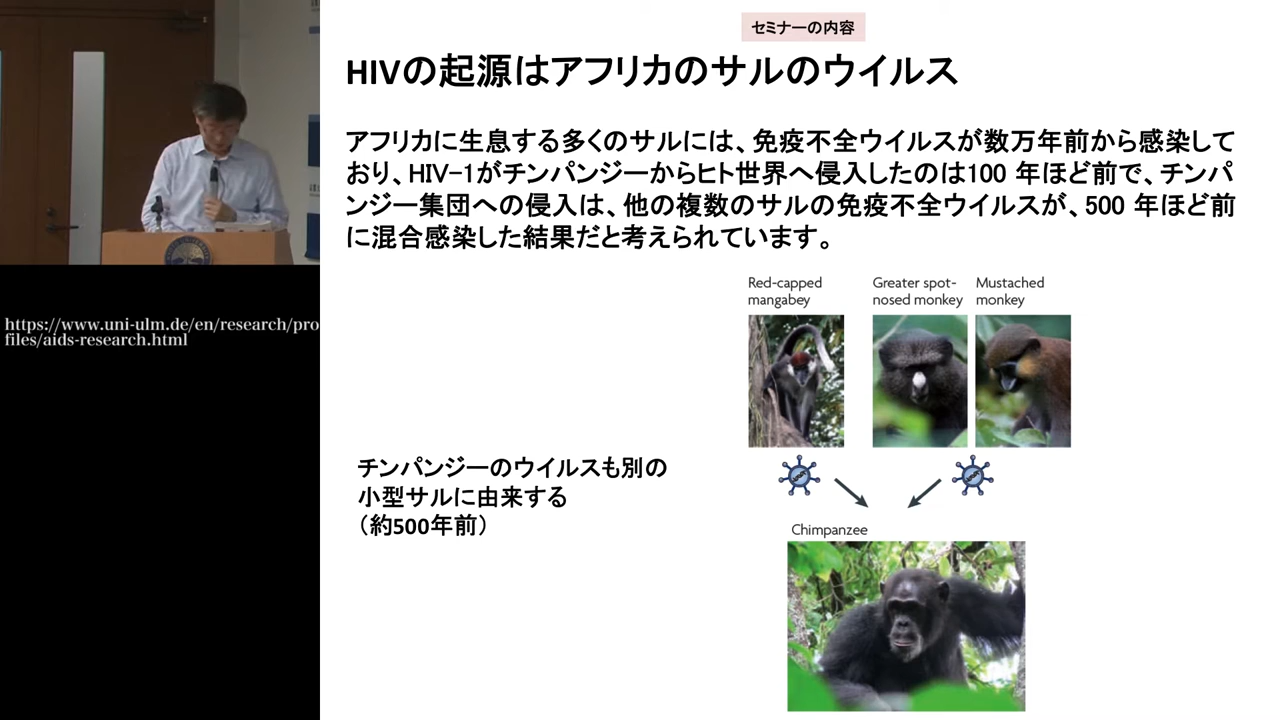 セミナーの内容
HIVの起源はアフリカのサルのウイルス
アフリカに生息する多くのサルには、免疫不全ウイルスが数万年前から感染して
おり、HIV-1がチンパンジーからヒト世界へ侵入したのは100 年ほど前で、チンパ
ンジー集団への侵入は、他の複数のサルの免疫不全ウイルスが、500 年ほど前
に混合感染した結果だと考えられています。
https://www.uni-ulm.de/en/research/pro
files/aids-research.html
Red-capped
mangabey
Greater spot-
nosed monkey
Mustached
monkey
チンパンジーのウイルスも別の
小型サルに由来する
（約500年前）
Chimpanzee